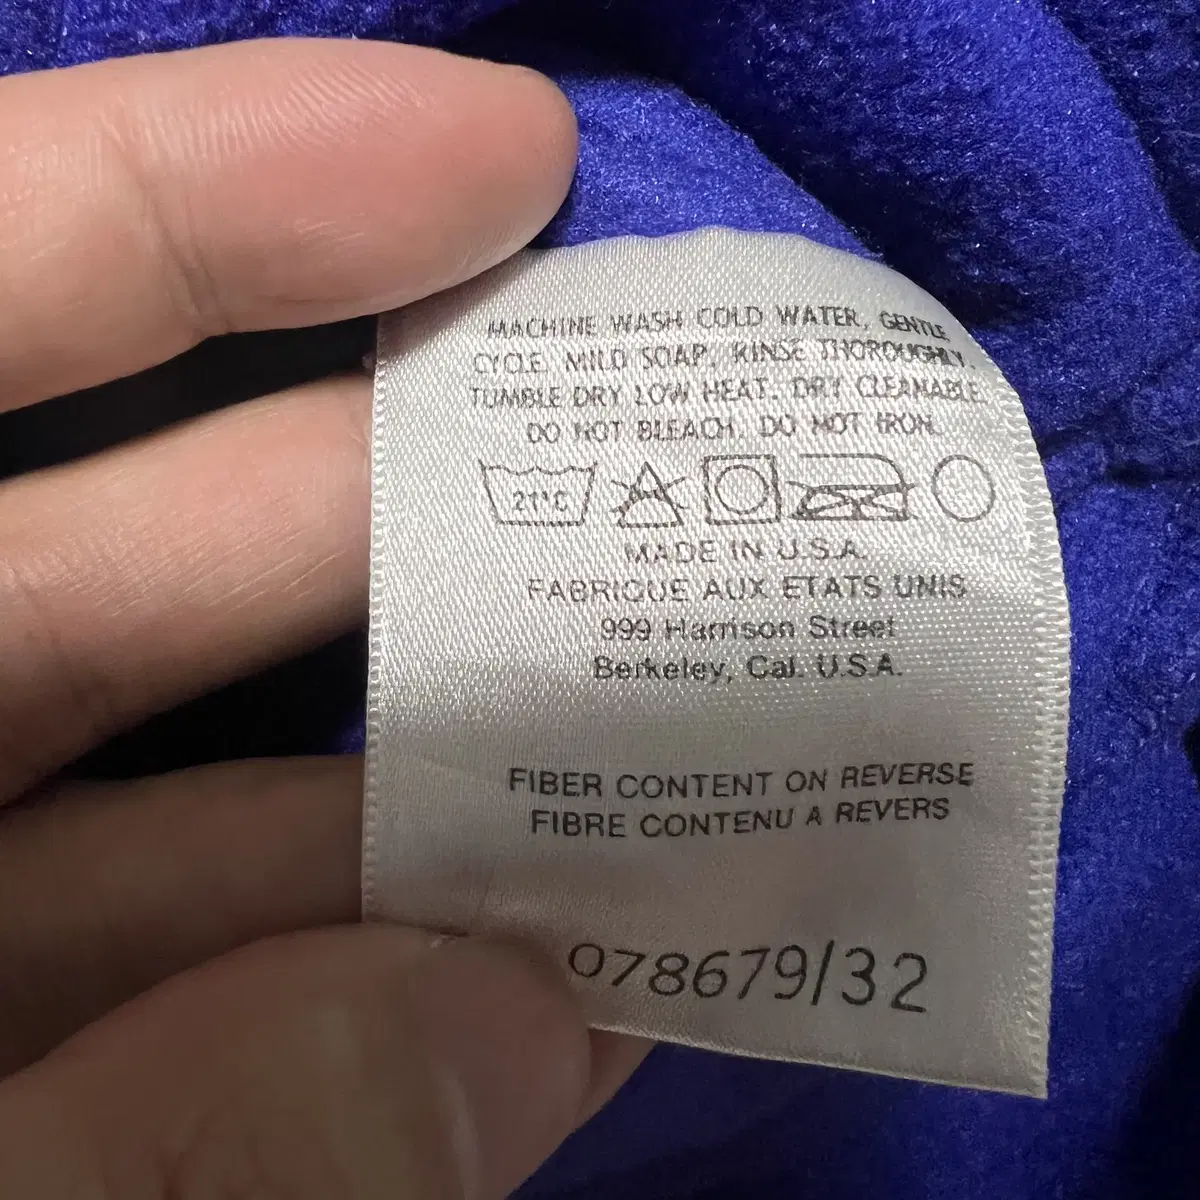 MACHINE WASH COLD WATER, GENTLE
CYCLE. MILD SOAP, RINSE THOROUGHLY.
TUMBLE DRY LOW HEAT. DRY CLEANABLE.
DO NOT BLEACH. DO NOT IRON.
21°C
MADE IN U.S.A.
FABRIQUE AUX ETATS UNIS
999 Harrison Street
Berkeley, Cal. U.S.A.
FIBER CONTENT ON REVERSE
FIBRE CONTENU A REVERS
078679/32